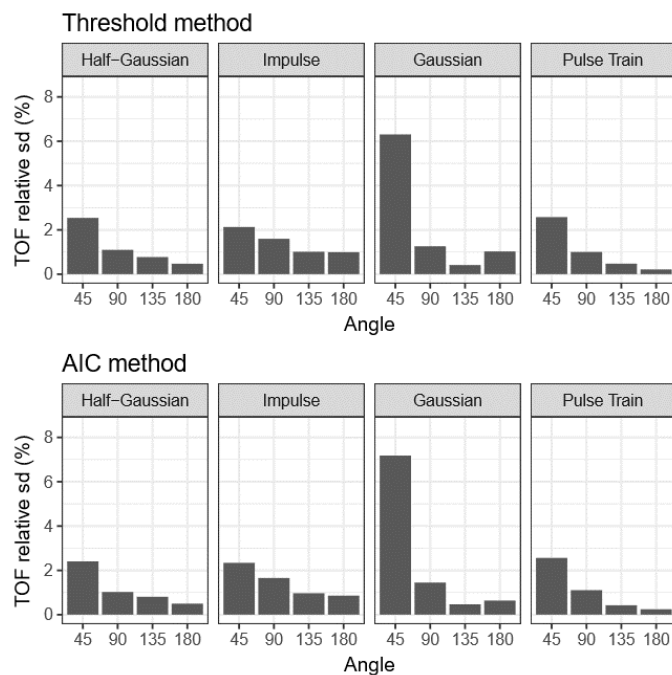 Threshold method
Half-Gaussian Impulse Gaussian Pulse Train
TOF relative sd (%)
8
6
4
2
0
45 90 135 180 45 90 135 180 45 90 135 180 45 90 135 180
Angle
AIC method
Half-Gaussian Impulse Gaussian Pulse Train
TOF relative sd (%)
8
6
4
2
0
45 90 135 180 45 90 135 180 45 90 135 180 45 90 135 180
Angle